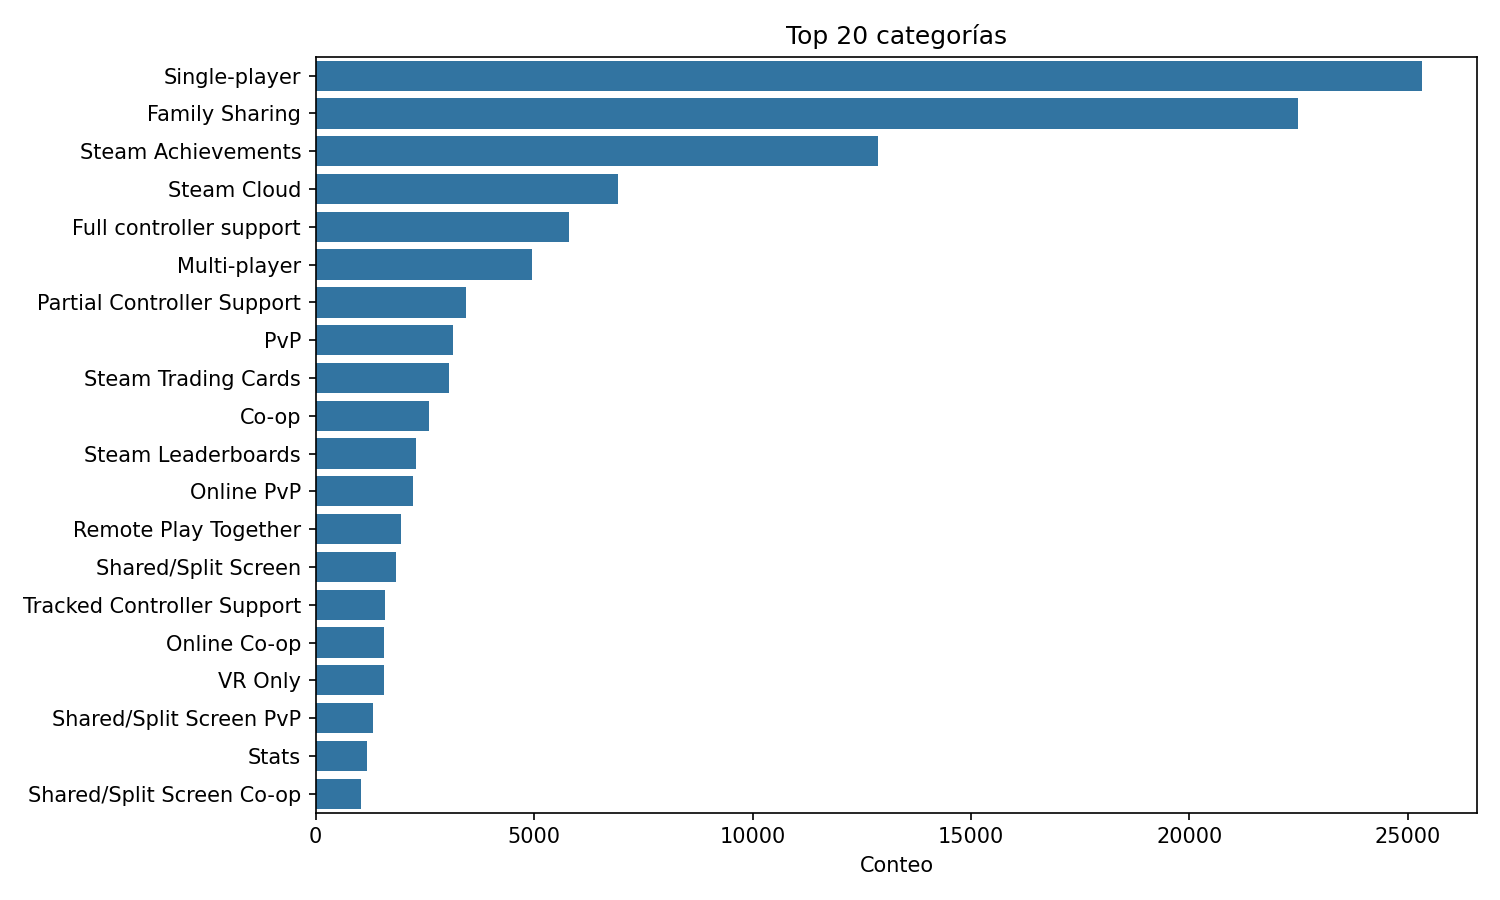 Top 20 categorías
Single-player
Family Sharing
Steam Achievements
Steam Cloud
Full controller support
Multi-player
Partial Controller Support
PvP
Steam Trading Cards
Co-op
Steam Leaderboards
Online PvP
Remote Play Together
Shared/Split Screen
Tracked Controller Support
Online Co-op
VR Only
Shared/Split Screen PvP
Stats
Shared/Split Screen Co-op
0 5000 10000 15000 20000 25000
Conteo